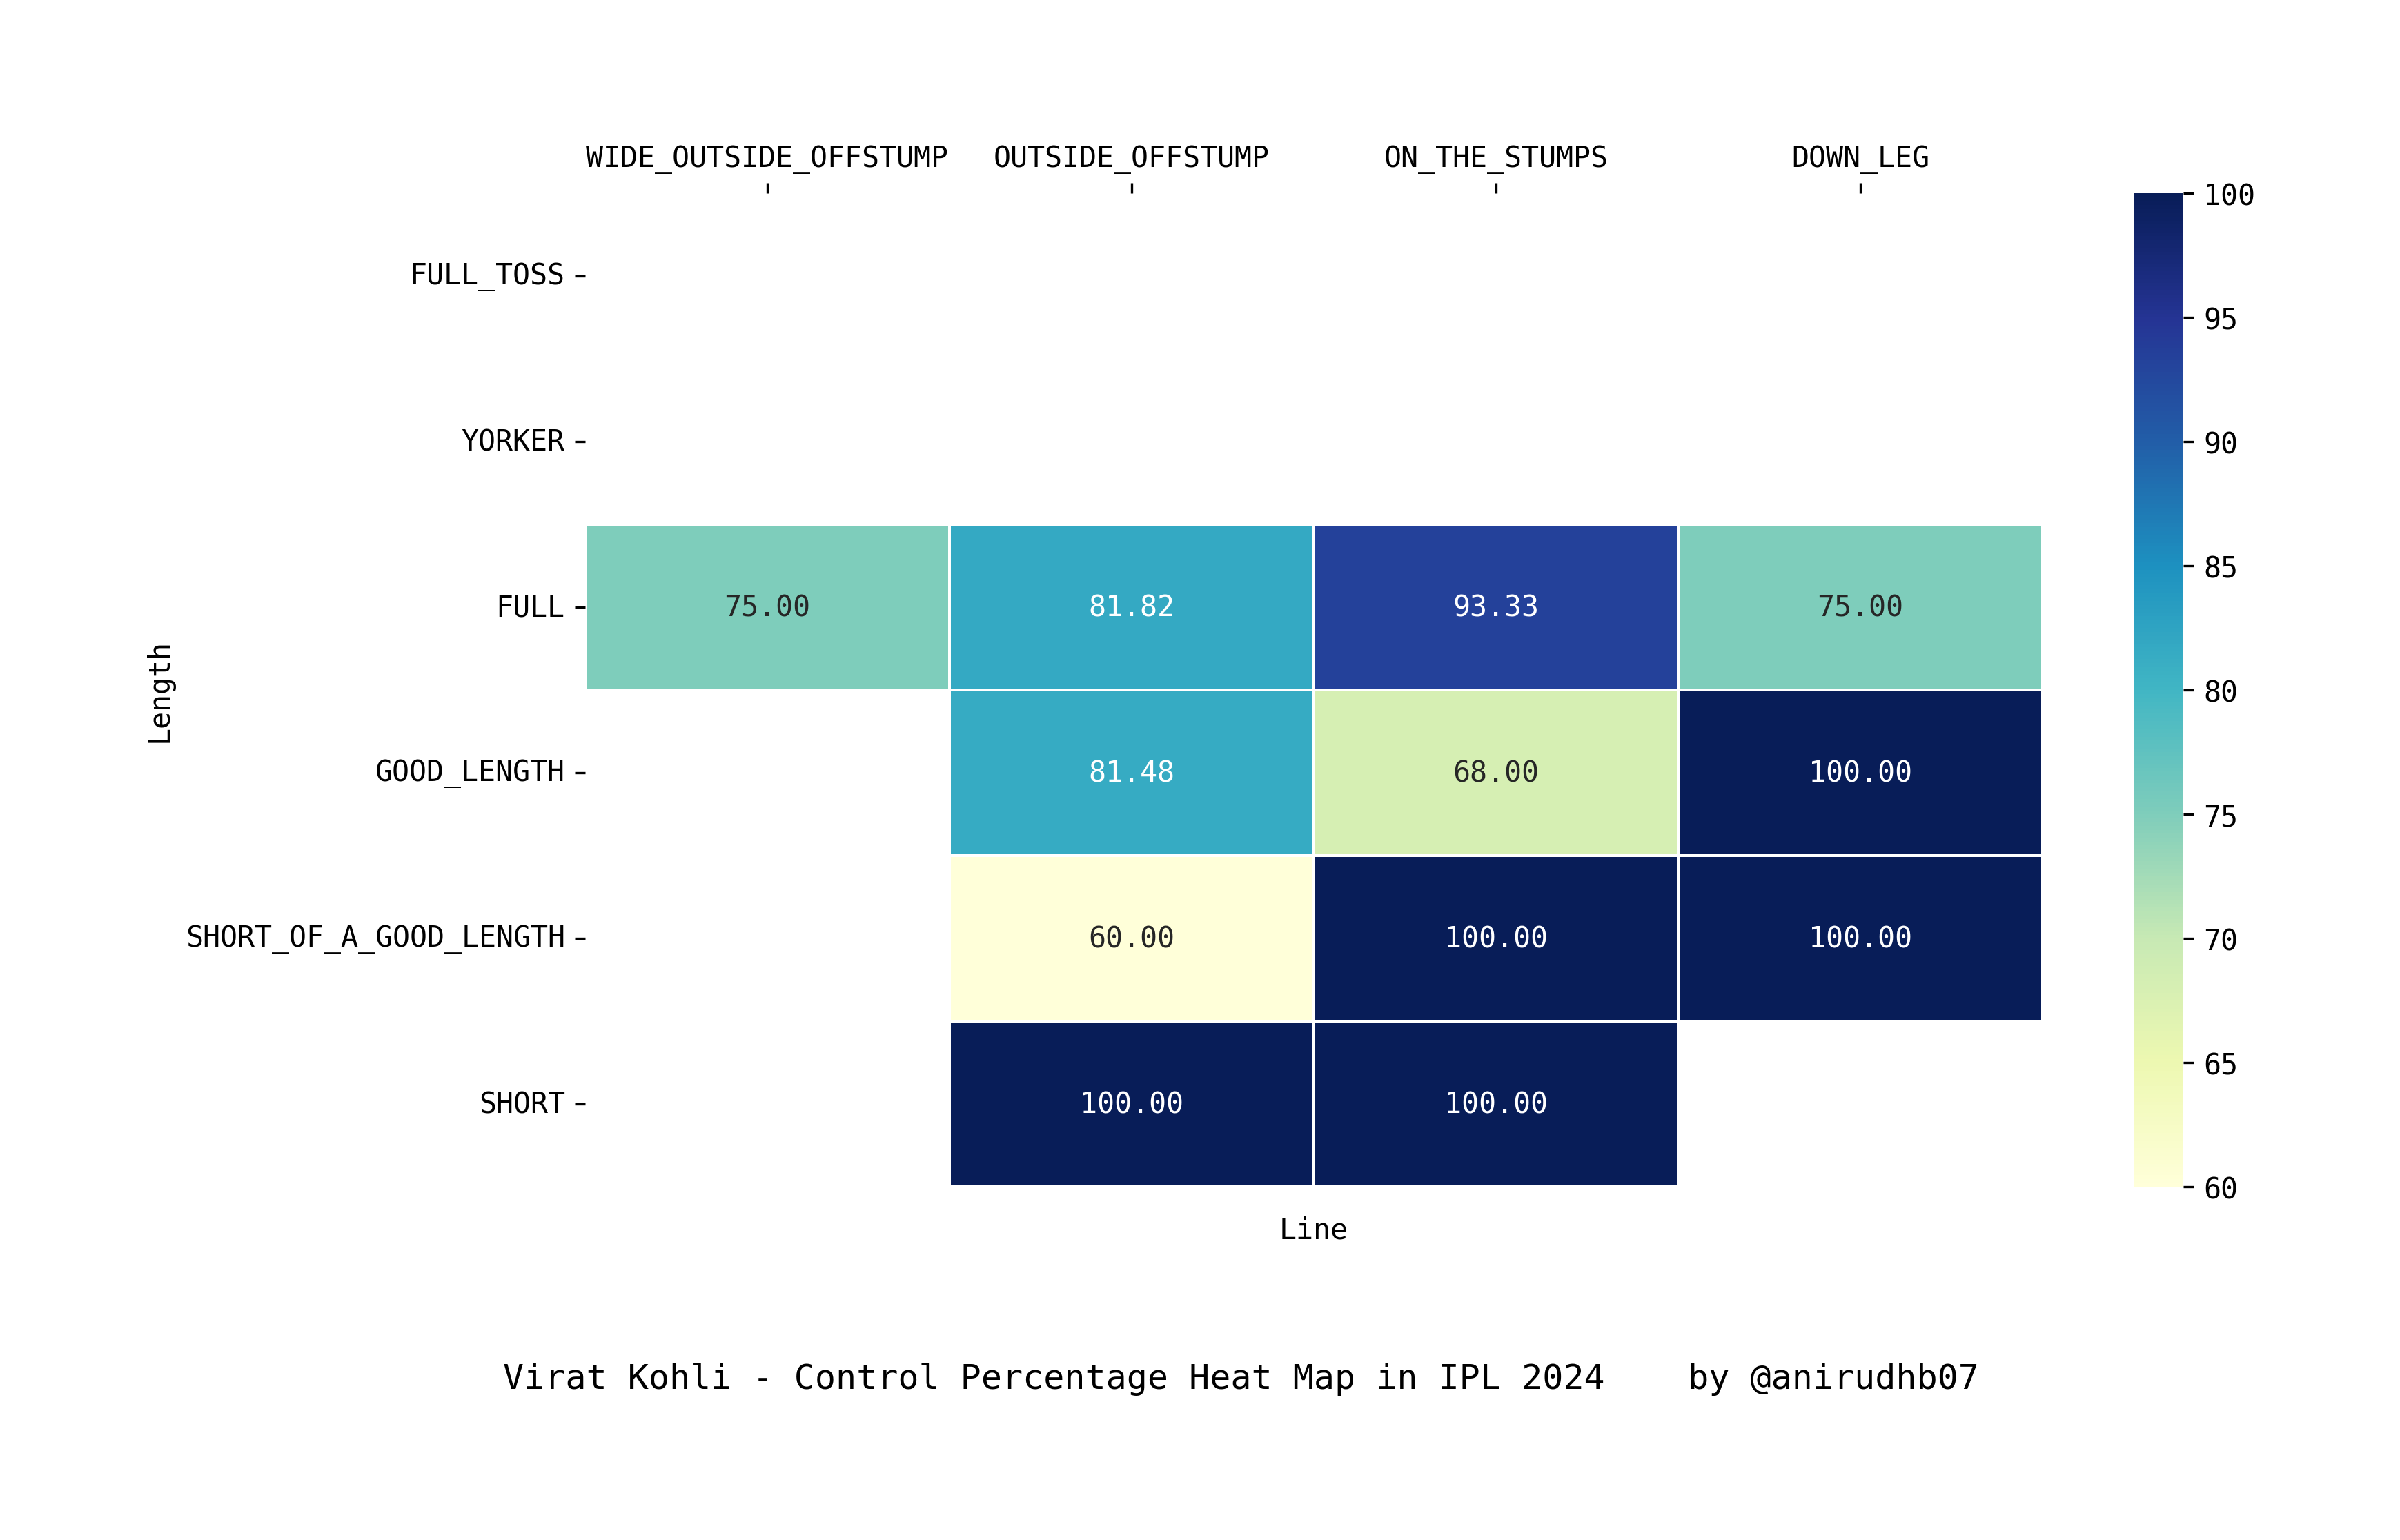 WIDE_OUTSIDE_OFFSTUMP OUTSIDE_OFFSTUMP ON_THE_STUMPS DOWN_LEG
FULL_TOSS
YORKER
FULL 75.00 81.82 93.33 75.00
GOOD_LENGTH 81.48 68.00 100.00
SHORT_OF_A_GOOD_LENGTH 60.00 100.00 100.00
SHORT 100.00 100.00
Length
Line
100
95
90
85
80
75
70
65
60
Virat Kohli - Control Percentage Heat Map in IPL 2024 by @anirudhb07